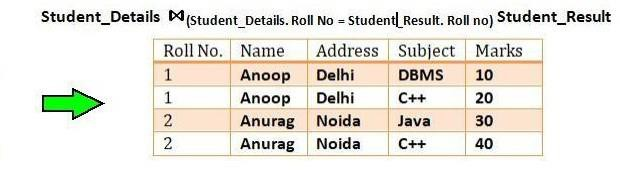 Student_Details ⋈(Student_Details. Roll No = Student_Result. Roll no) Student_Result
Roll No. Name Address Subject Marks
1 Anoop Delhi DBMS 10
1 Anoop Delhi C++ 20
2 Anurag Noida Java 30
2 Anurag Noida C++ 40